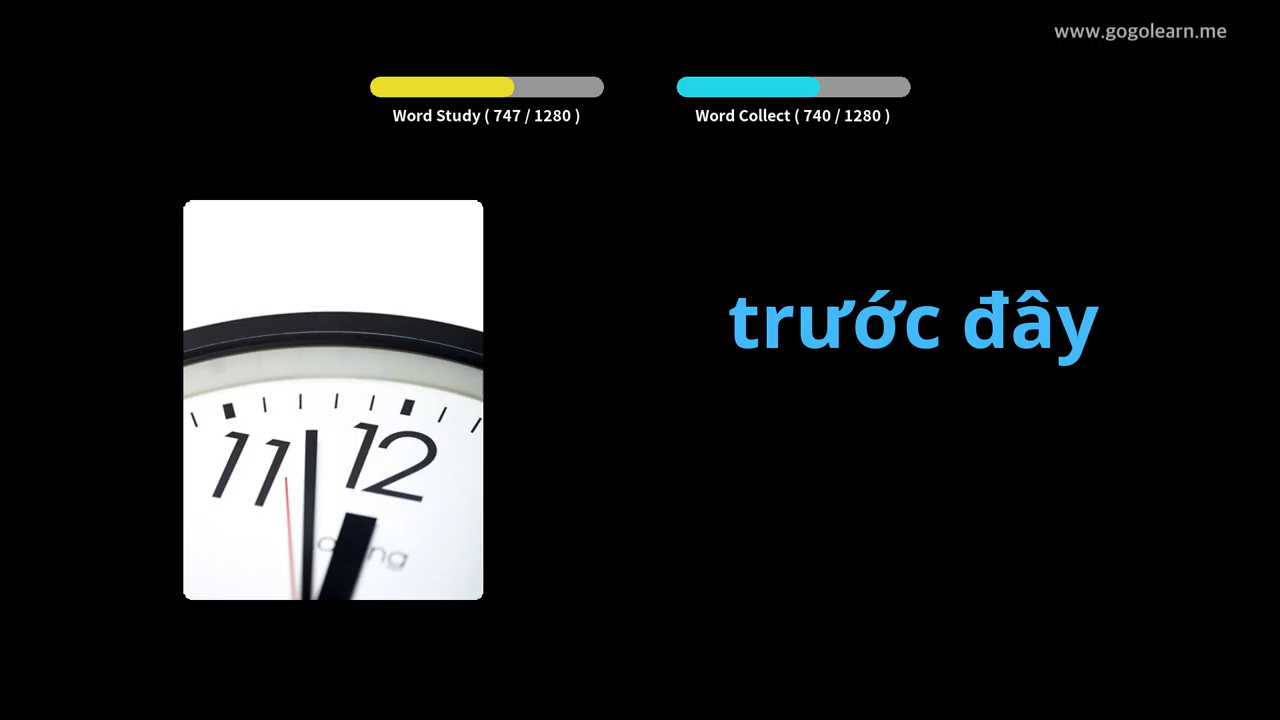 www.gogolearn.me
Word Study ( 747 / 1280 )
Word Collect ( 740 / 1280 )
trước đây
11 12